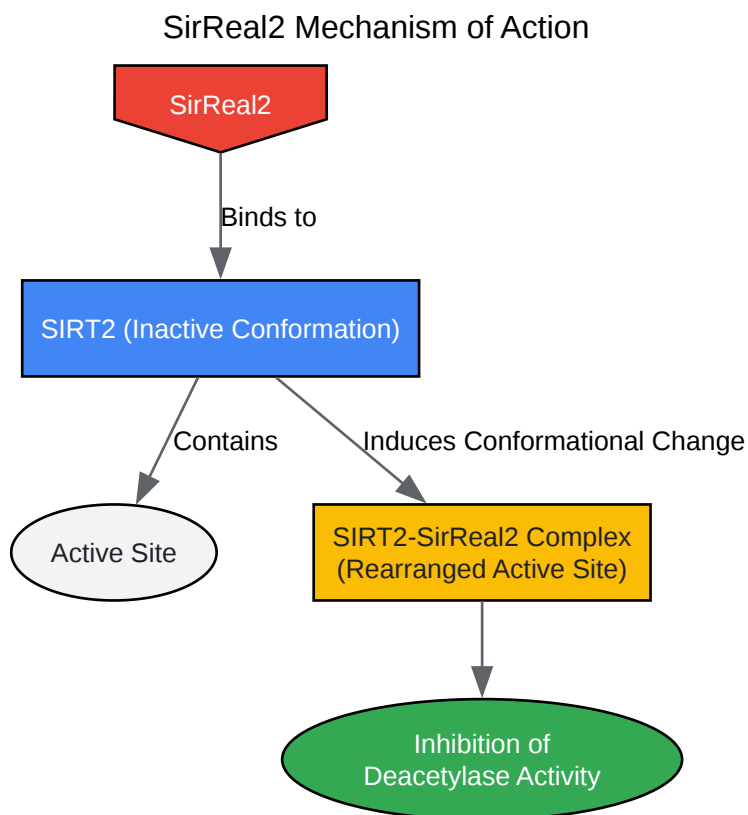 SirReal2 Mechanism of Action
SirReal2
Binds to
SIRT2 (Inactive Conformation)
Contains
Induces Conformational Change
Active Site
SIRT2-SirReal2 Complex
(Rearranged Active Site)
Inhibition of
Deacetylase Activity